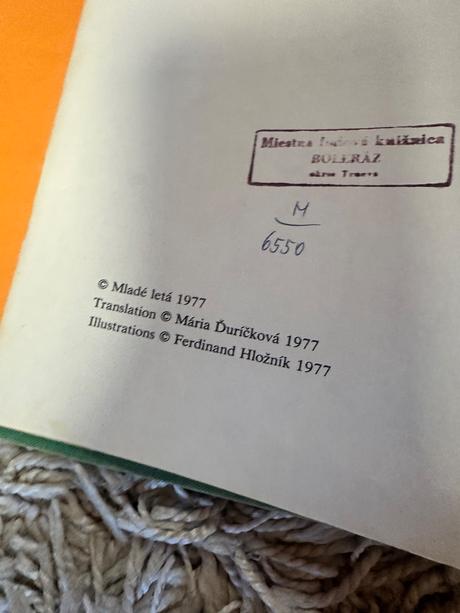 Miestna ľudová knižnica
BOLERÁZ
okres Trnava
M
6550
© Mladé letá 1977
Translation © Mária Ďuríčková 1977
Illustrations © Ferdinand Hložník 1977